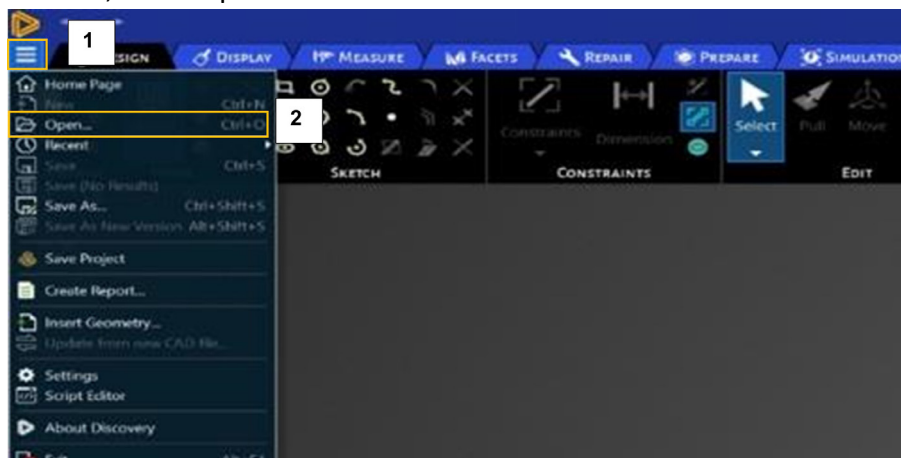 1
SIGN
DISPLAY
MEASURE
FACETS
REPAIR
PREPARE
SIMULATION
Home Page
New Ctrl+N
Open... Ctrl+O
2
Recent
Save Ctrl+S
Save (No Results)
Save As... Ctrl+Shift+S
Save As New Version Alt+Shift+S
Save Project
Create Report...
Insert Geometry...
Update from new CAD file...
Settings
Script Editor
About Discovery
SKETCH
Constraints
Dimension
CONSTRAINTS
Select
Pull
Move
EDIT